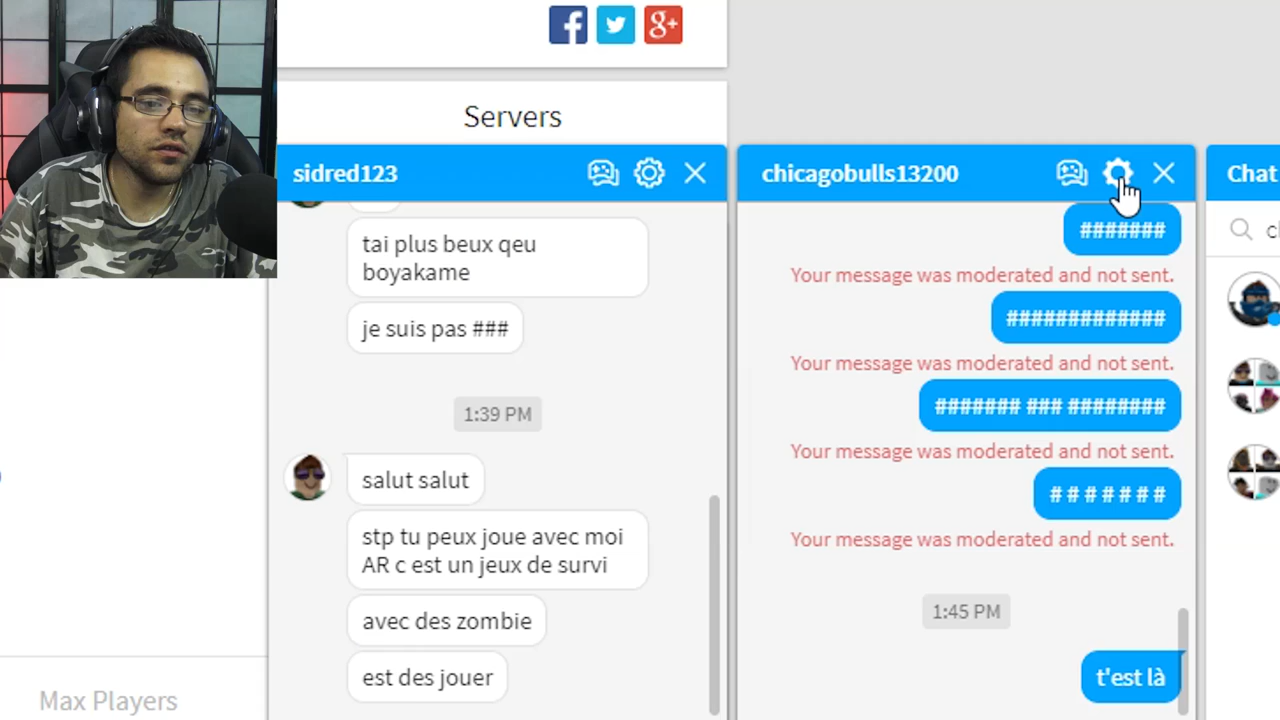 f
g+
Servers
sidred123
tai plus beux qeu
boyakame
je suis pas ###
1:39 PM
salut salut
stp tu peux joue avec moi
AR c est un jeux de survi
avec des zombie
est des jouer
chicagobulls13200
#######
Your message was moderated and not sent.
#############
Your message was moderated and not sent.
####### ### ########
Your message was moderated and not sent.
# # # # # # #
Your message was moderated and not sent.
1:45 PM
t'est là
Chat
Max Players